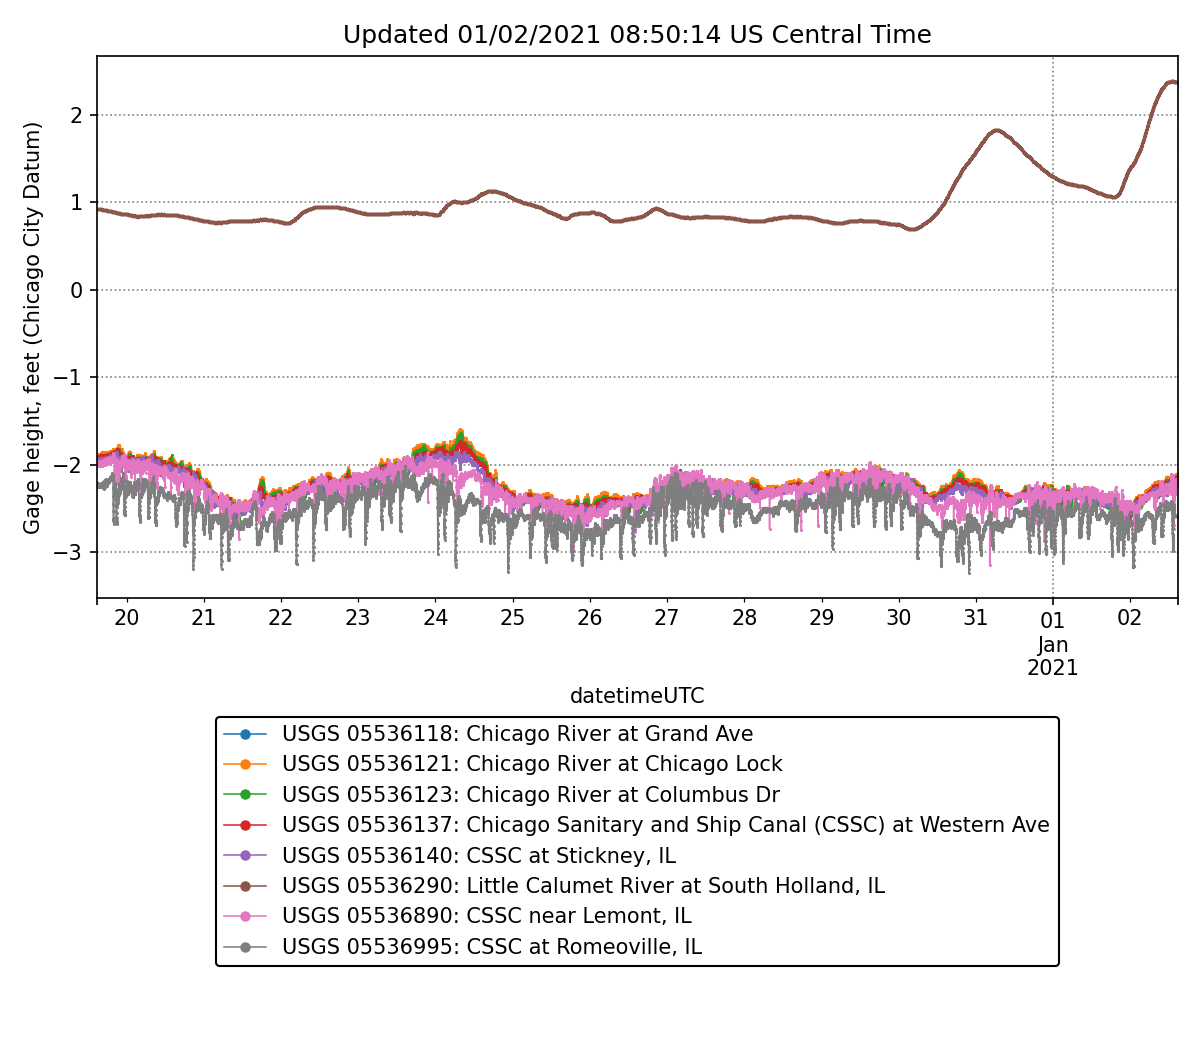 Updated 01/02/2021 08:50:14 US Central Time
Gage height, feet (Chicago City Datum)
2
1
0
−1
−2
−3
20 21 22 23 24 25 26 27 28 29 30 31 01 02
Jan
2021
datetimeUTC
USGS 05536118: Chicago River at Grand Ave
USGS 05536121: Chicago River at Chicago Lock
USGS 05536123: Chicago River at Columbus Dr
USGS 05536137: Chicago Sanitary and Ship Canal (CSSC) at Western Ave
USGS 05536140: CSSC at Stickney, IL
USGS 05536290: Little Calumet River at South Holland, IL
USGS 05536890: CSSC near Lemont, IL
USGS 05536995: CSSC at Romeoville, IL